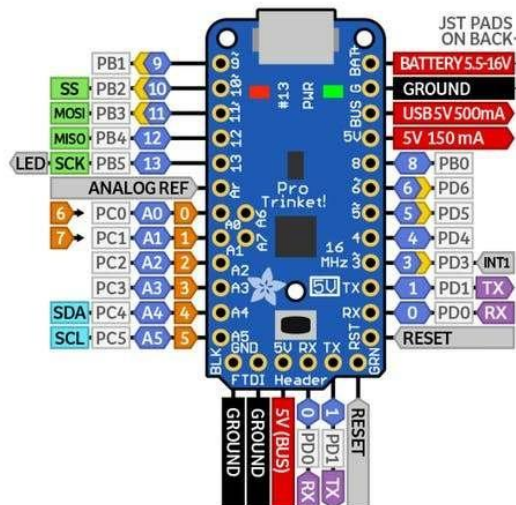 JST PADS
ON BACK
PB1 9 ~9 BAT BATTERY 5.5-16V
SS PB2 10 ~10 G GROUND
MOSI PB3 11 ~11 BUS USB 5V 500mA
MISO PB4 12 12 5V 5V 150 mA
LED SCK PB5 13 13 8 8 PB0
ANALOG REF Ar ~6 6 PD6
6 PC0 A0 0 A0 A6 ~5 5 PD5
7 PC1 A1 1 A1 A7 4 4 PD4
PC2 A2 2 A2 ~3 3 PD3 INT1
PC3 A3 3 A3 TX 1 PD1 TX
SDA PC4 A4 4 A4 RX 0 PD0 RX
SCL PC5 A5 5 A5 RST RESET
#13
PWR
Pro
Trinket!
16
MHz
5V
GND 5V RX TX
BLK FTDI Header GRN
GROUND
GROUND
5V (BUS)
0 PD0 RX
1 PD1 TX
RESET